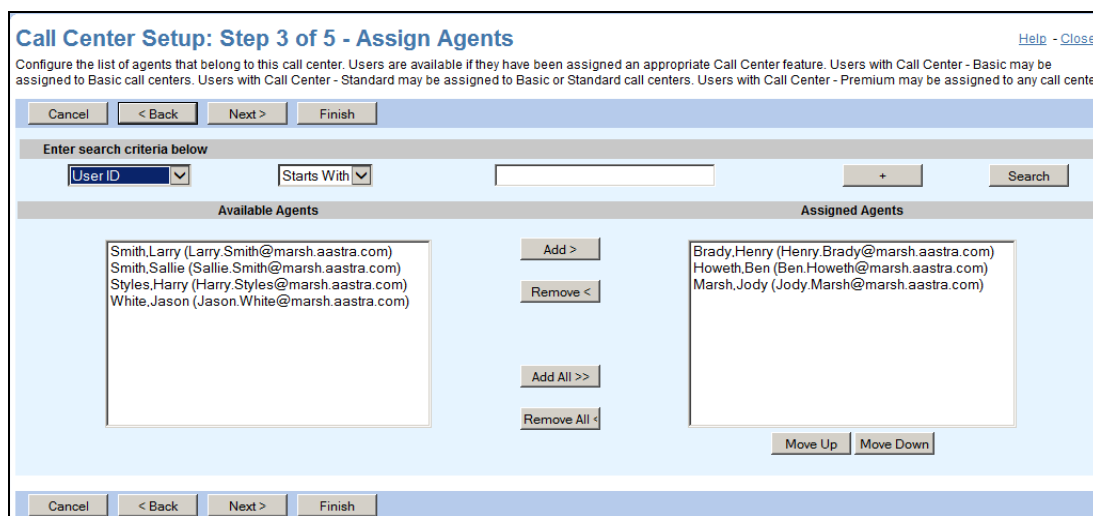 Call Center Setup: Step 3 of 5 - Assign Agents
Help - Close
Configure the list of agents that belong to this call center. Users are available if they have been assigned an appropriate Call Center feature. Users with Call Center - Basic may be
assigned to Basic call centers. Users with Call Center - Standard may be assigned to Basic or Standard call centers. Users with Call Center - Premium may be assigned to any call cente
Cancel < Back Next > Finish
Enter search criteria below
User ID Starts With + Search
Available Agents Assigned Agents
Smith,Larry (Larry.Smith@marsh.aastra.com)
Smith,Sallie (Sallie.Smith@marsh.aastra.com)
Styles,Harry (Harry.Styles@marsh.aastra.com)
White,Jason (Jason.White@marsh.aastra.com)
Add >
Remove <
Add All >>
Remove All <
Brady,Henry (Henry.Brady@marsh.aastra.com)
Howeth,Ben (Ben.Howeth@marsh.aastra.com)
Marsh,Jody (Jody.Marsh@marsh.aastra.com)
Move Up Move Down
Cancel < Back Next > Finish